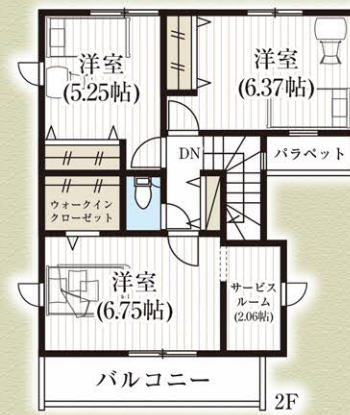 洋室
(5.25帖)
洋室
(6.37帖)
DN
パラペット
ウォークイン
クローゼット
洋室
(6.75帖)
サービス
ルーム
(2.06帖)
バルコニー
2F